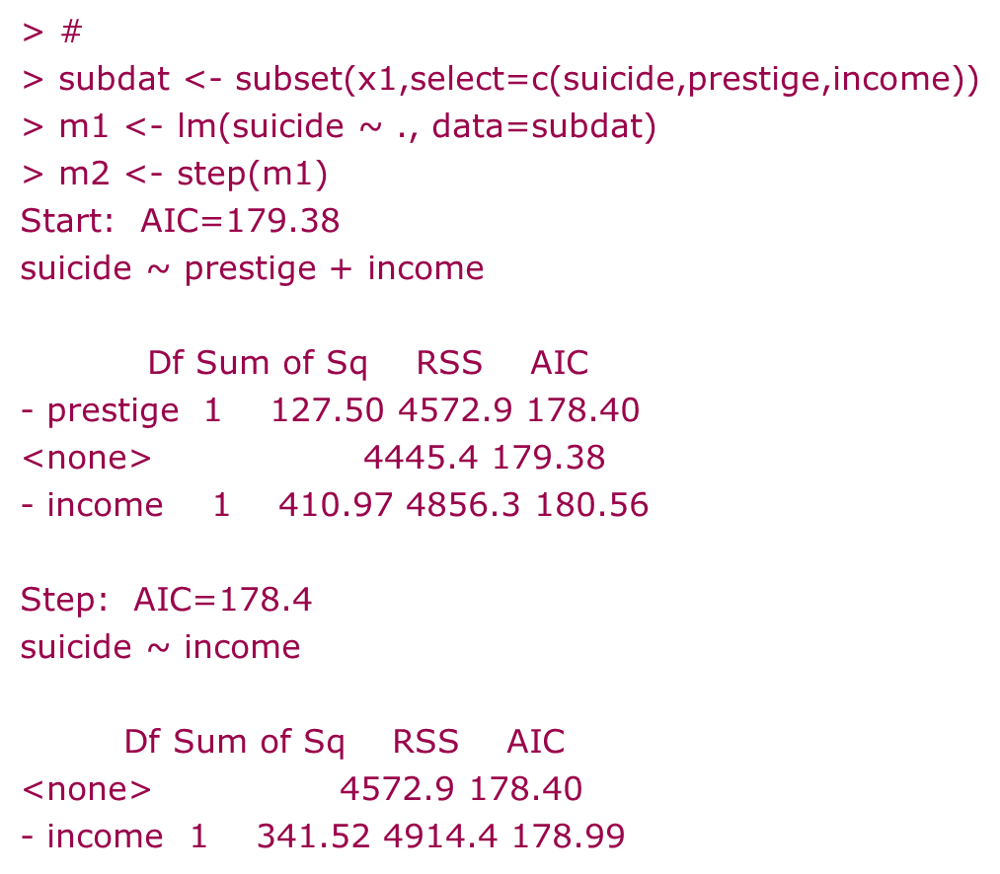 > #
> subdat <- subset(x1,select=c(suicide,prestige,income))
> m1 <- lm(suicide ~ ., data=subdat)
> m2 <- step(m1)
Start:  AIC=179.38
suicide ~ prestige + income
Df Sum of Sq    RSS    AIC
- prestige  1    127.50 4572.9 178.40
<none>                 4445.4 179.38
- income    1    410.97 4856.3 180.56
Step:  AIC=178.4
suicide ~ income
Df Sum of Sq    RSS    AIC
<none>                 4572.9 178.40
- income  1    341.52 4914.4 178.99